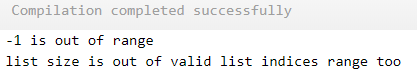 Compilation completed successfully
-1 is out of range
list size is out of valid list indices range too